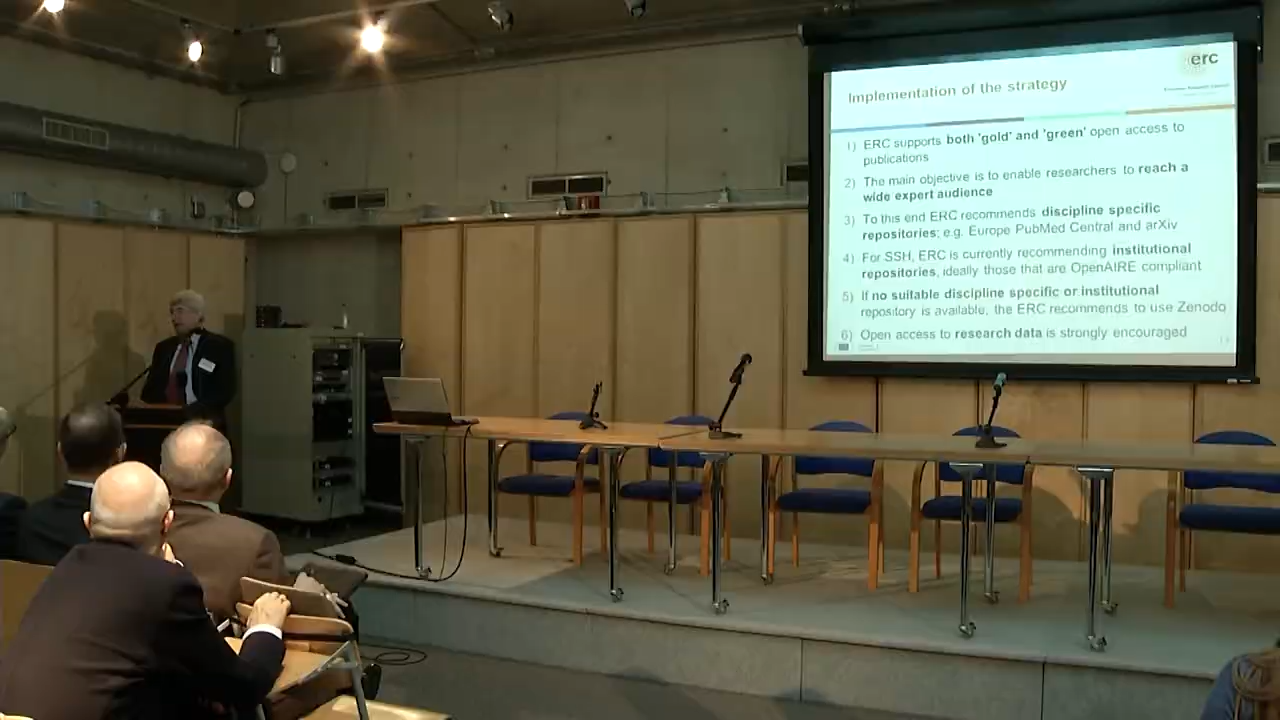 erc
European Research Council
Implementation of the strategy
1) ERC supports both 'gold' and 'green' open access to
publications
2) The main objective is to enable researchers to reach a
wide expert audience
3) To this end ERC recommends discipline specific
repositories; e.g. Europe PubMed Central and arXiv
4) For SSH, ERC is currently recommending institutional
repositories, ideally those that are OpenAIRE compliant
5) If no suitable discipline specific or institutional
repository is available, the ERC recommends to use Zenodo
6) Open access to research data is strongly encouraged